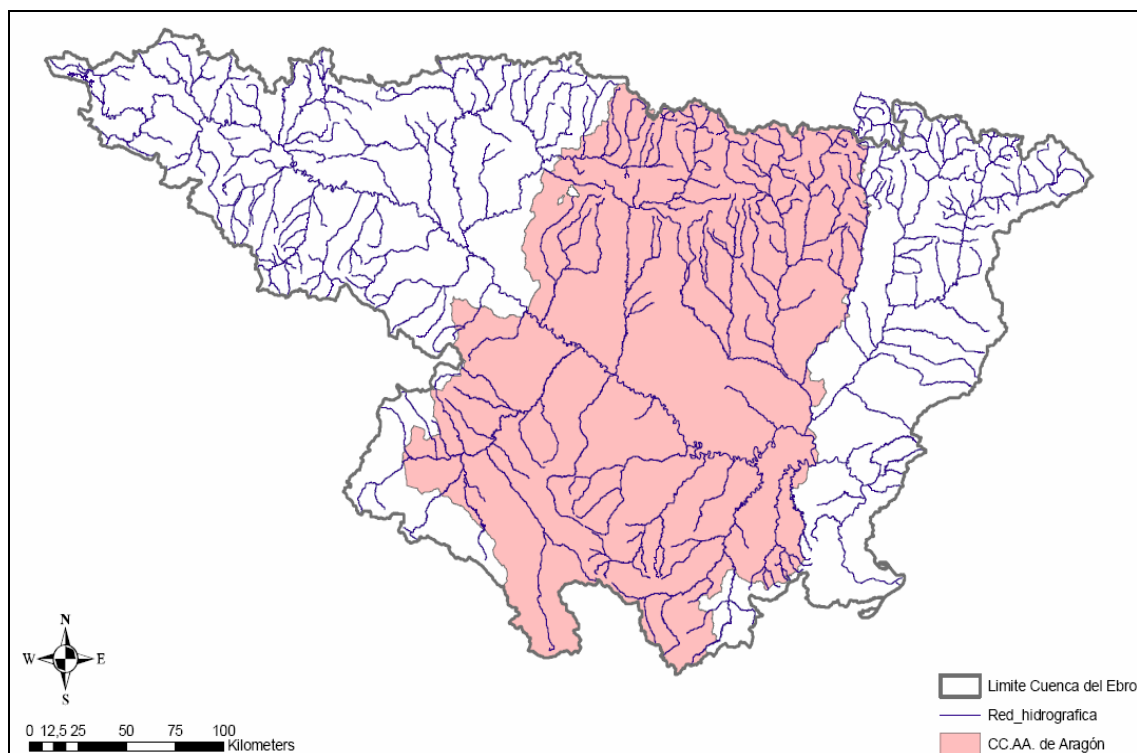 N
W E
S
0 12,5 25 50 75 100
Kilometers
Limite Cuenca del Ebro
Red_hidrografica
CC.AA. de Aragón